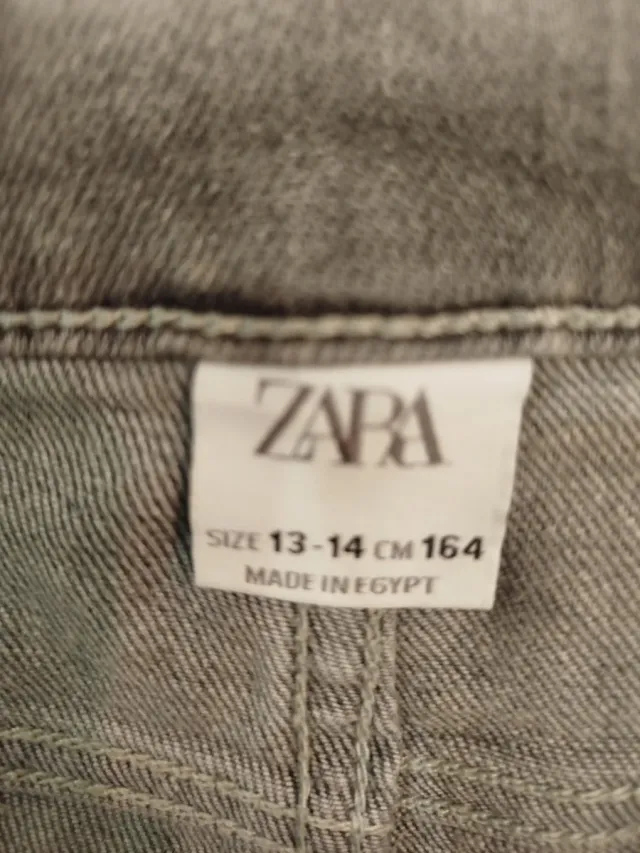 ZARA
SIZE 13-14 CM 164
MADE IN EGYPT